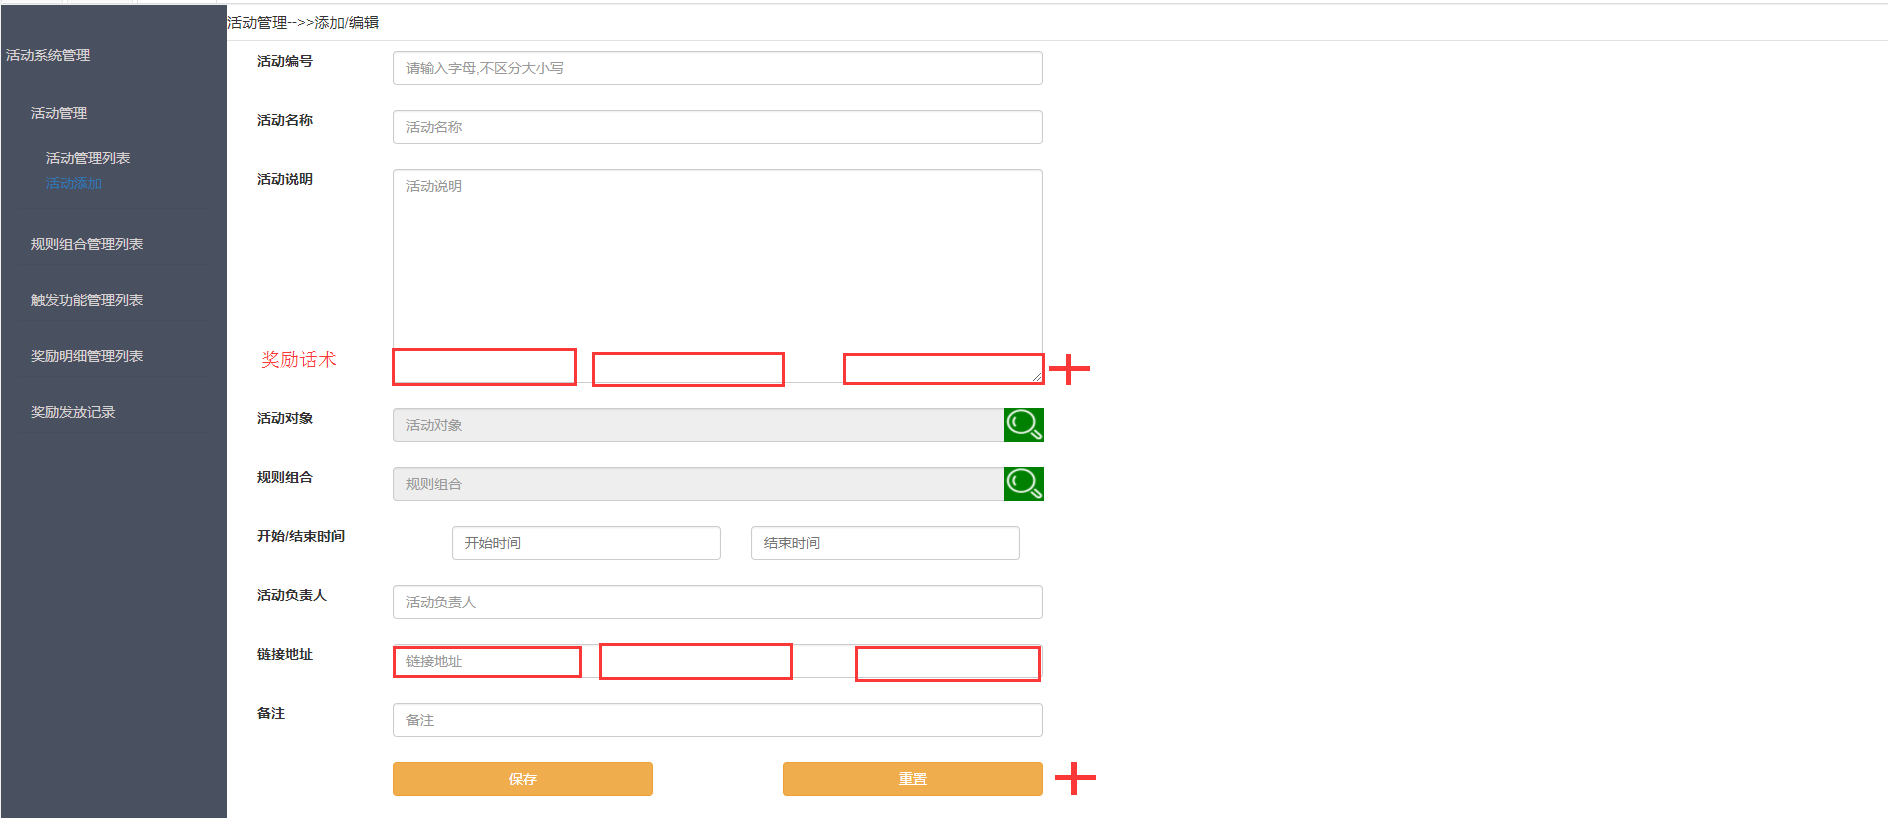 活动管理-->>添加/编辑
活动系统管理
活动管理
活动管理列表
活动添加
规则组合管理列表
触发功能管理列表
奖励明细管理列表
奖励发放记录
活动编号
请输入字母,不区分大小写
活动名称
活动名称
活动说明
活动说明
奖励话术
活动对象
活动对象
规则组合
规则组合
开始/结束时间
开始时间
结束时间
活动负责人
活动负责人
链接地址
链接地址
备注
备注
保存
重置